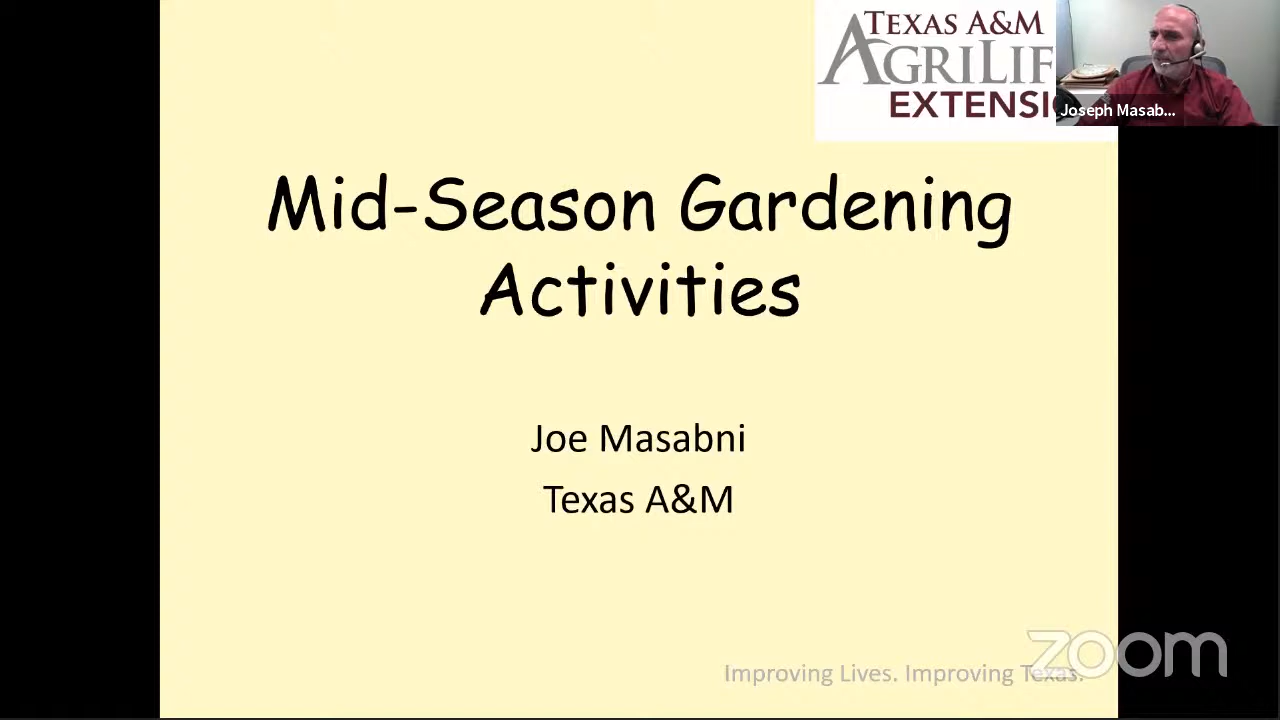 TEXAS A&M
AGRILIF
EXTENSI
Joseph Masab...
Mid-Season Gardening
Activities
Joe Masabni
Texas A&M
Improving Lives. Improving Texas.
zoom